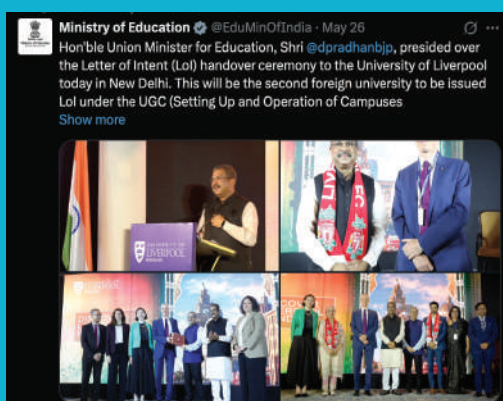 Ministry of Education @EduMinOfIndia · May 26
Hon'ble Union Minister for Education, Shri @dpradhanbjp, presided over
the Letter of Intent (LoI) handover ceremony to the University of Liverpool
today in New Delhi. This will be the second foreign university to be issued
LoI under the UGC (Setting Up and Operation of Campuses
Show more
UNIVERSITY OF
LIVERPOOL